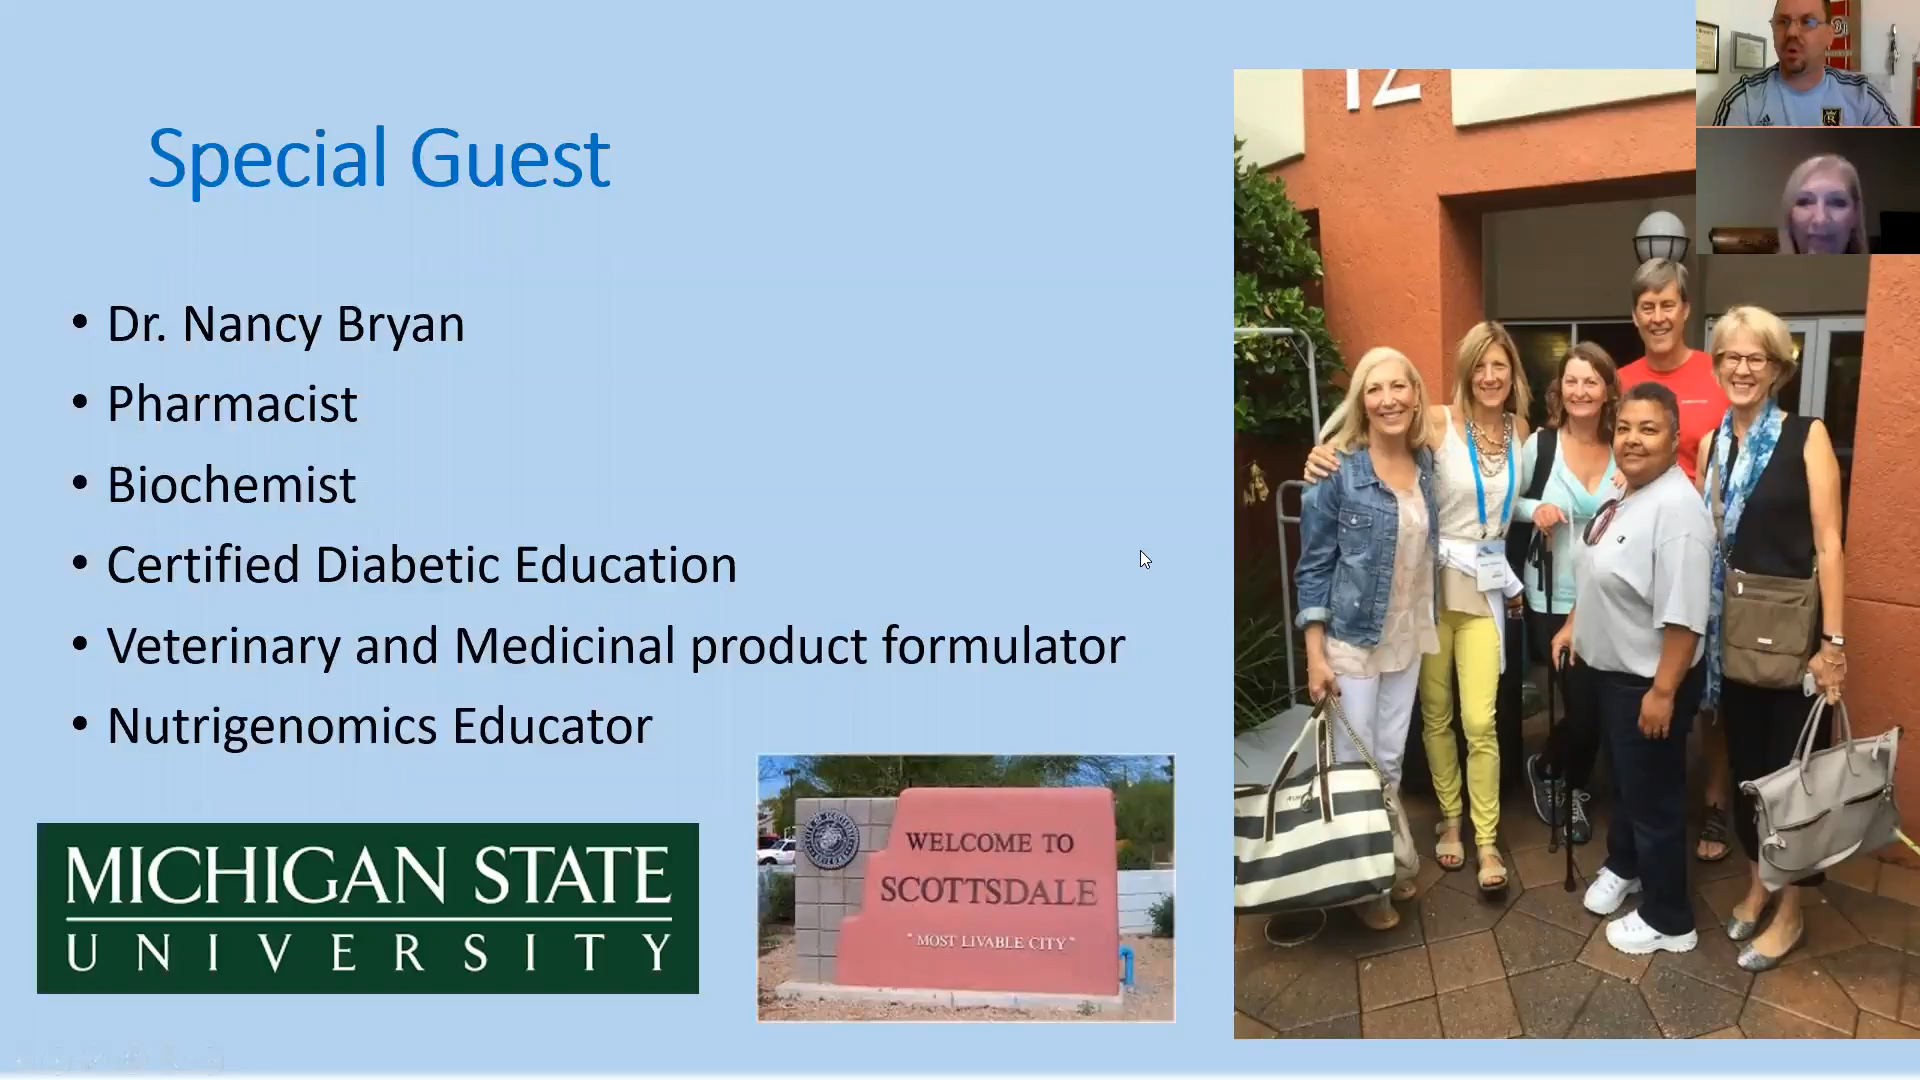 Special Guest
• Dr. Nancy Bryan
• Pharmacist
• Biochemist
• Certified Diabetic Education
• Veterinary and Medicinal product formulator
• Nutrigenomics Educator
MICHIGAN STATE
UNIVERSITY
WELCOME TO
SCOTTSDALE
"MOST LIVABLE CITY"
12